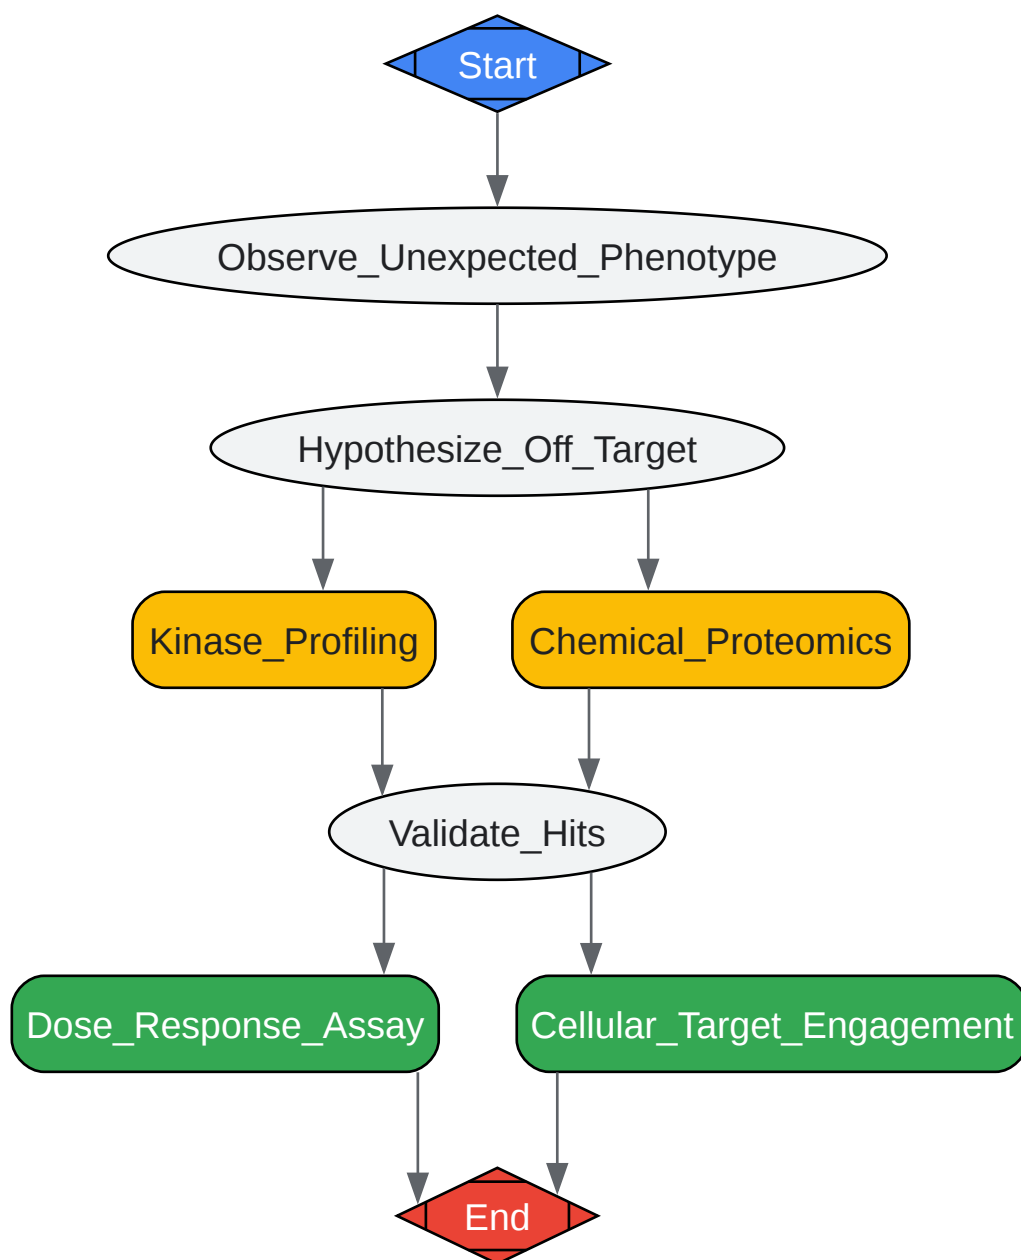 Start
Observe_Unexpected_Phenotype
Hypothesize_Off_Target
Kinase_Profiling
Chemical_Proteomics
Validate_Hits
Dose_Response_Assay
Cellular_Target_Engagement
End